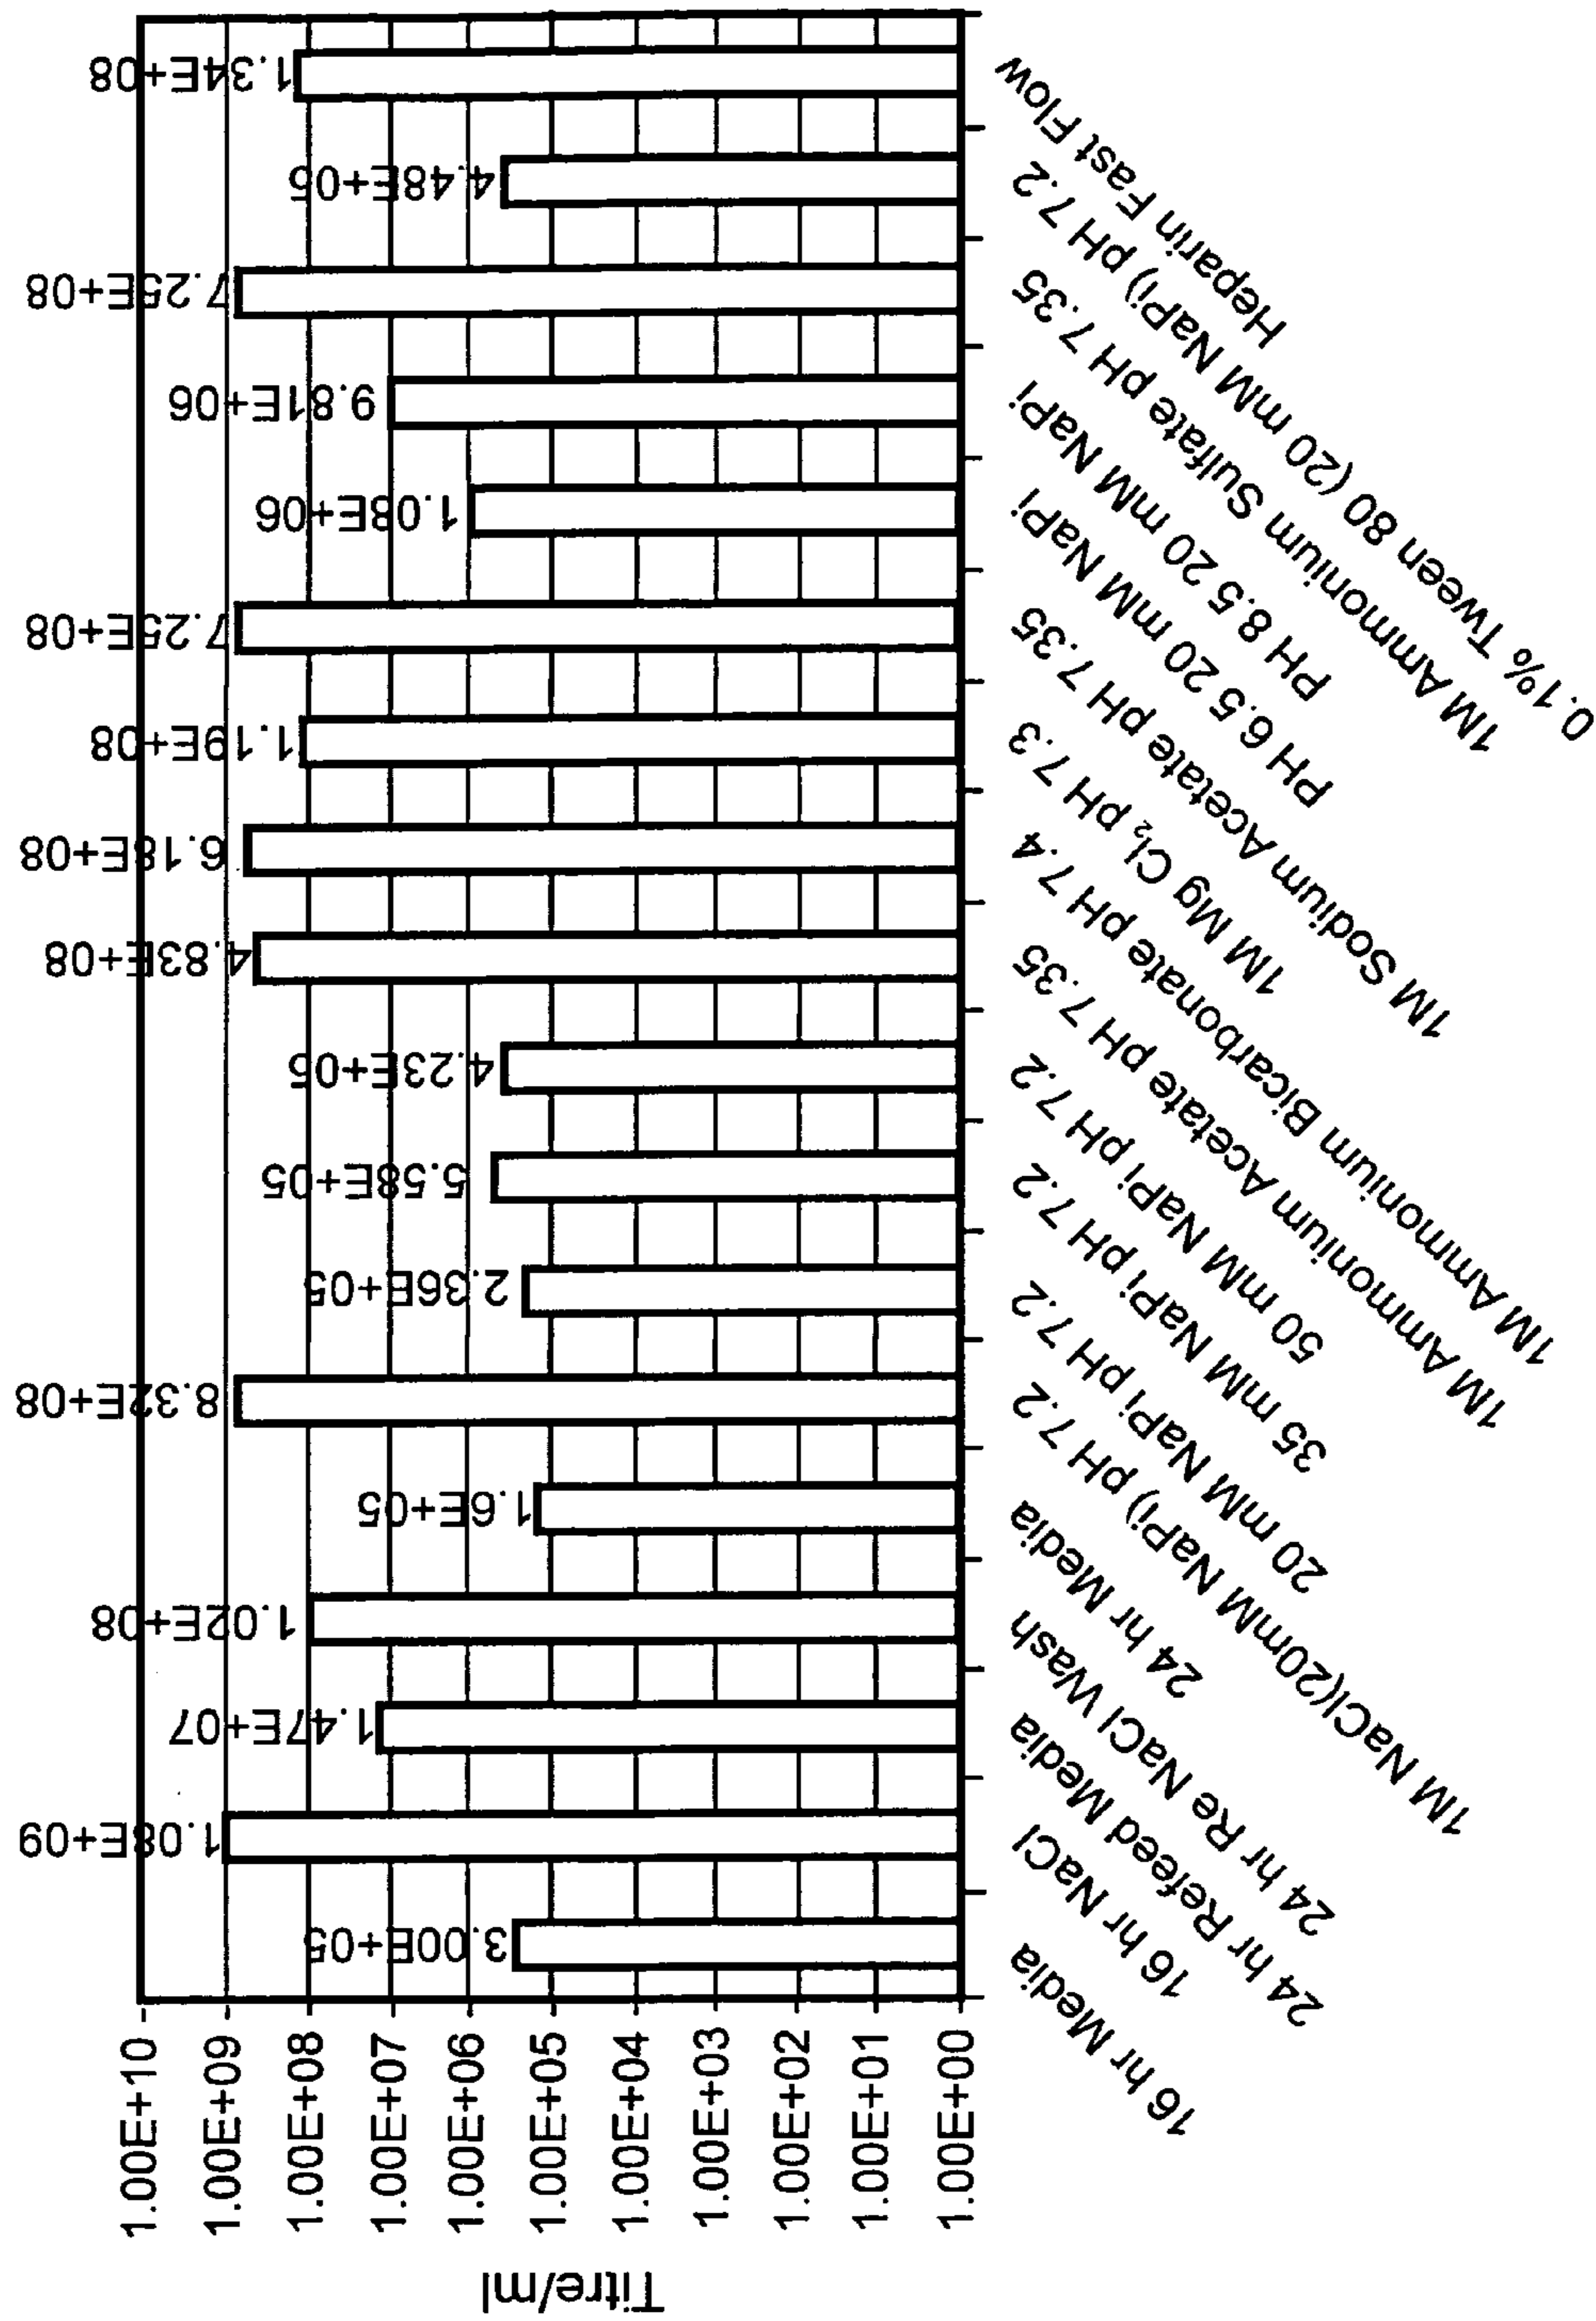 Titre/ml
1.00E+10
1.00E+09
1.00E+08
1.00E+07
1.00E+06
1.00E+05
1.00E+04
1.00E+03
1.00E+02
1.00E+01
1.00E+00
3.00E+05
1.08E+09
1.47E+07
1.02E+08
1.6E+05
8.32E+08
2.36E+05
5.58E+05
4.23E+05
4.83E+08
6.18E+08
1.19E+08
7.25E+08
1.08E+06
9.81E+06
7.25E+08
4.48E+05
1.34E+08
16 hr Media
16 hr NaCl
24 hr Refeed Media
24 hr Re NaCl Wash
24 hr Media
1M NaCl(20mM NaPi) pH 7.2
20 mM NaPi pH 7.2
35 mM NaPi pH 7.2
50 mM NaPi pH 7.2
1M Ammonium Acetate pH 7.35
1M Ammonium Bicarbonate pH 7.4
1M Mg Cl₂ pH 7.3
1M Sodium Acetate pH 7.35
PH 6.5 20 mM NaPi
PH 8.5 20 mM NaPi
1M Ammonium Sulfate pH 7.35
0.1% Tween 80 (20 mM NaPi) pH 7.2
Heparin Fast Flow